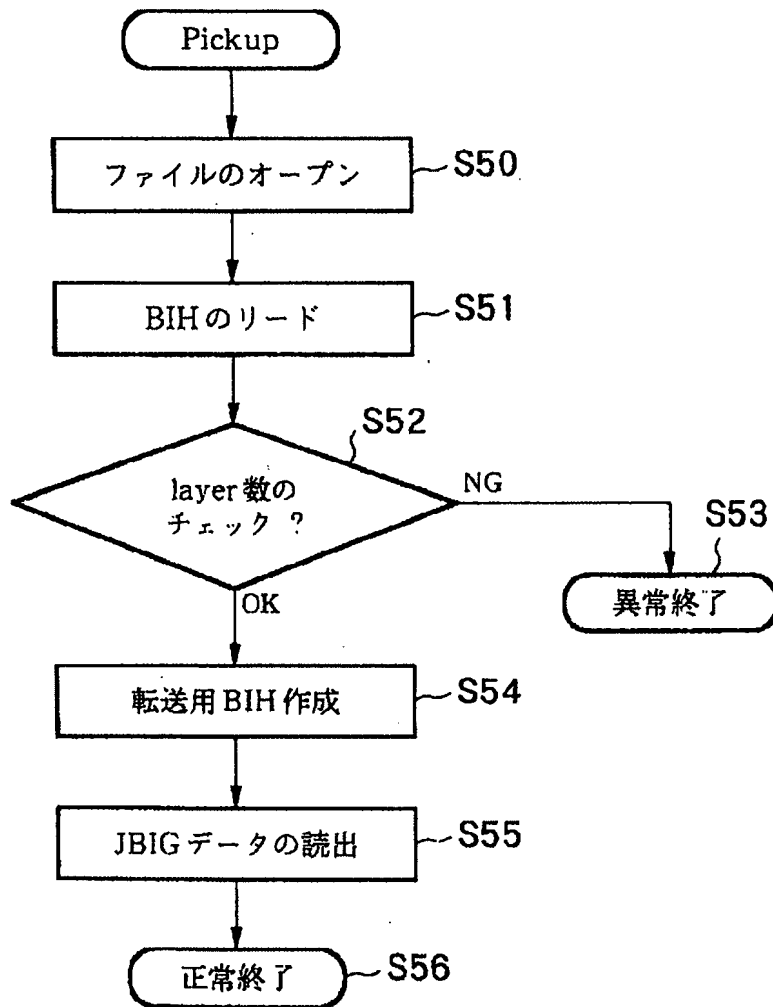 Pickup
ファイルのオープン
S50
BIHのリード
S51
S52
layer数の
チェック ?
NG
S53
異常終了
OK
転送用BIH作成
S54
JBIGデータの読出
S55
正常終了
S56